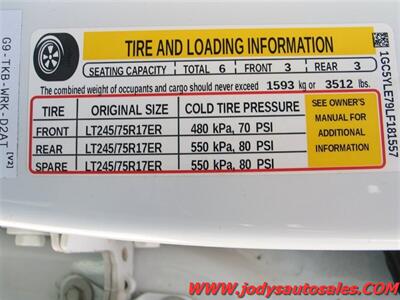 TIRE AND LOADING INFORMATION
SEATING CAPACITY | TOTAL 6 | FRONT 3 | REAR 3
The combined weight of occupants and cargo should never exceed 1593 kg or 3512 lbs.
TIRE ORIGINAL SIZE COLD TIRE PRESSURE
FRONT LT245/75R17ER 480 kPa, 70 PSI
REAR LT245/75R17ER 550 kPa, 80 PSI
SPARE LT245/75R17ER 550 kPa, 80 PSI
SEE OWNER'S
MANUAL FOR
ADDITIONAL
INFORMATION
1GC5YLE79LF181557
G9-TKB-WRK-D2AT [V2]
www.jodysautosales.com